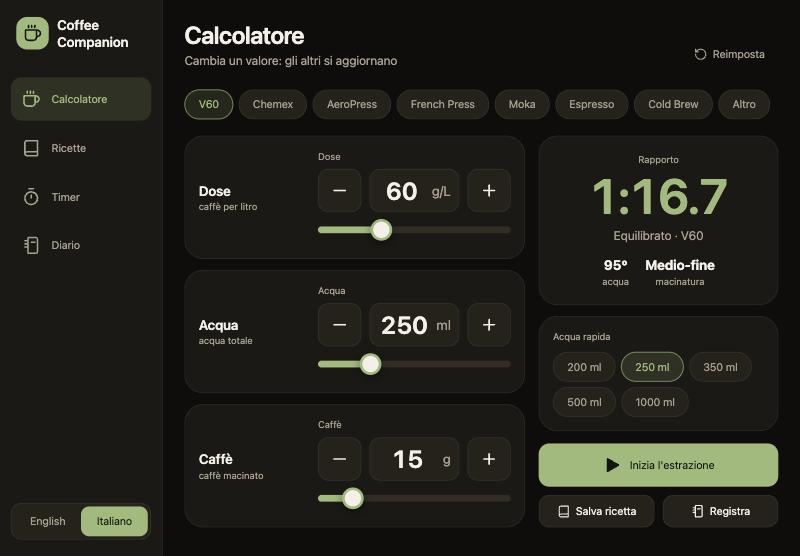 Coffee
Companion
Calcolatore
Ricette
Timer
Diario
English
Italiano
Calcolatore
Cambia un valore: gli altri si aggiornano
Reimposta
V60
Chemex
AeroPress
French Press
Moka
Espresso
Cold Brew
Altro
Dose
caffè per litro
Dose
60 g/L
Acqua
acqua totale
Acqua
250 ml
Caffè
caffè macinato
Caffè
15 g
Rapporto
1:16.7
Equilibrato · V60
95°
acqua
Medio-fine
macinatura
Acqua rapida
200 ml
250 ml
350 ml
500 ml
1000 ml
Inizia l'estrazione
Salva ricetta
Registra